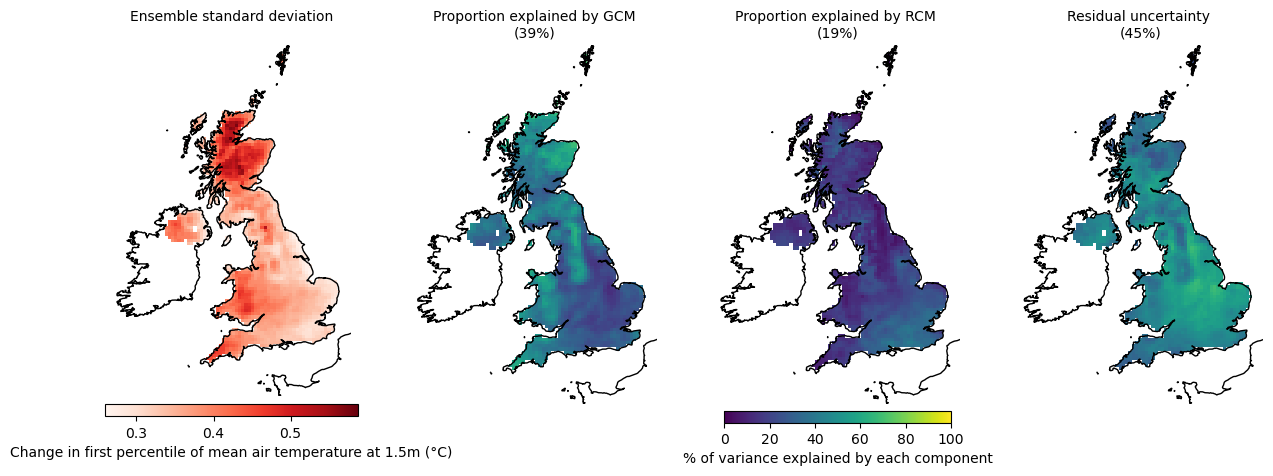 Ensemble standard deviation
Proportion explained by GCM
(39%)
Proportion explained by RCM
(19%)
Residual uncertainty
(45%)
0.3 0.4 0.5
Change in first percentile of mean air temperature at 1.5m (°C)
0 20 40 60 80 100
% of variance explained by each component